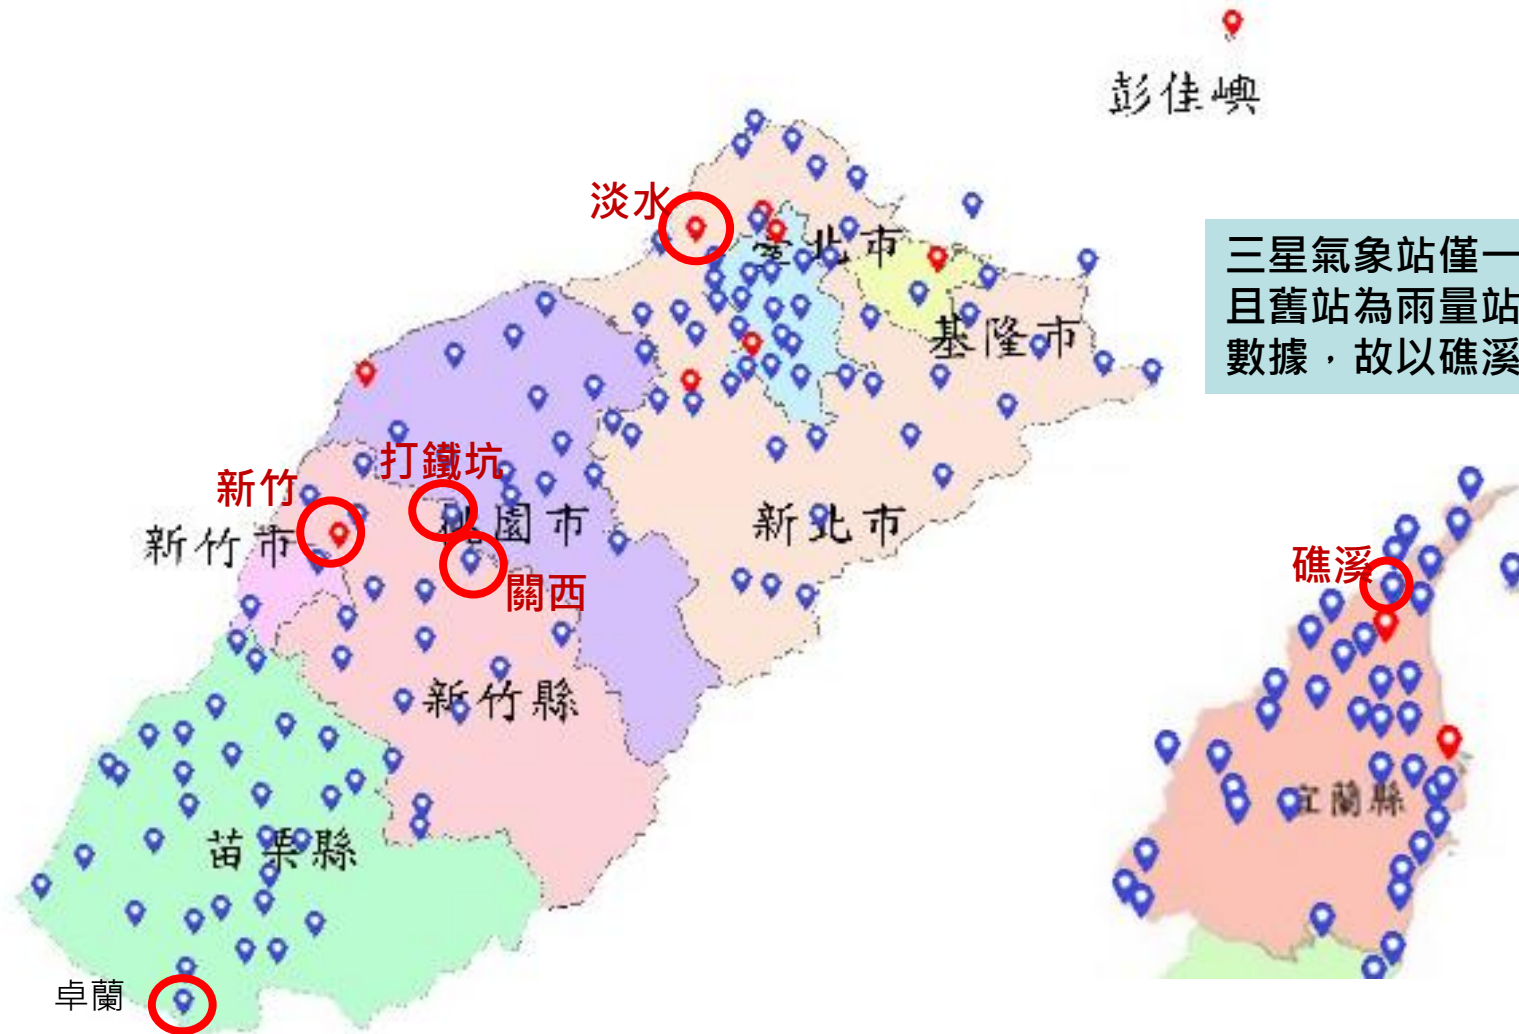 彭佳嶼
淡水
臺北市
三星氣象站僅一
且舊站為雨量站
數據，故以礁溪
基隆市
打鐵坑
新竹
桃園市
新北市
新竹市
礁溪
關西
新竹縣
宜蘭縣
苗栗縣
卓蘭